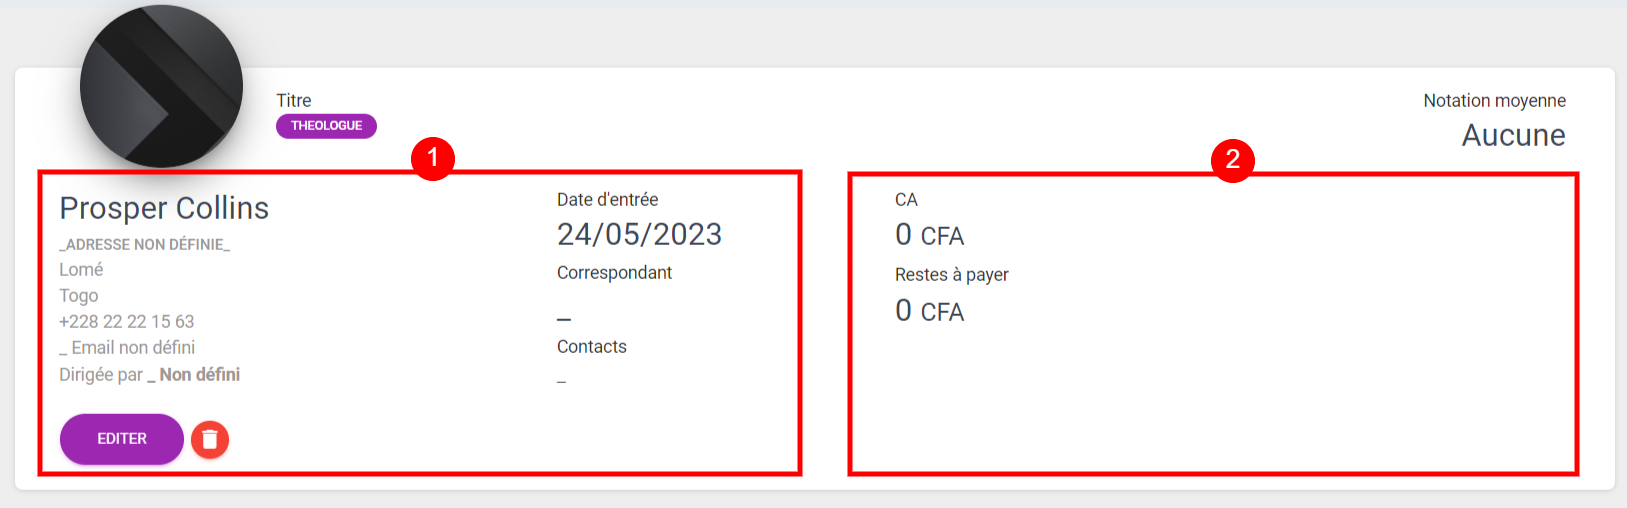 Titre
THEOLOGUE
Notation moyenne
Aucune
1
Prosper Collins
_ADRESSE NON DÉFINIE_
Lomé
Togo
+228 22 22 15 63
_ Email non défini
Dirigée par _ Non défini
EDITER
Date d'entrée
24/05/2023
Correspondant
_
Contacts
_
2
CA
0 CFA
Restes à payer
0 CFA